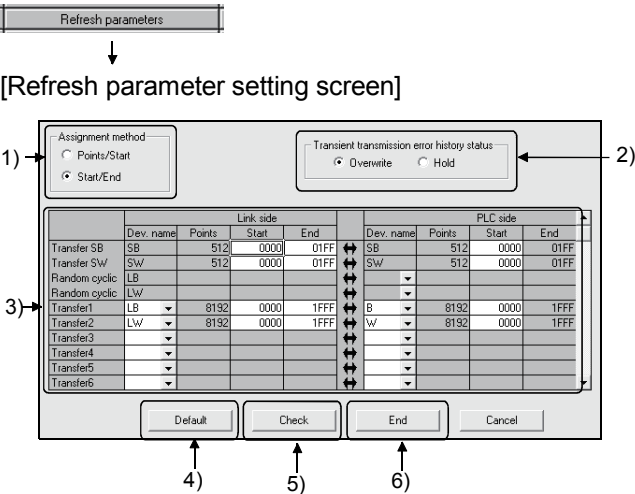 Refresh parameters
[Refresh parameter setting screen]
Assignment method
Points/Start
Start/End
Transient transmission error history status
Overwrite Hold
1)
2)
Link side PLC side
Dev. name Points Start End Dev. name Points Start End
Transfer SB SB 512 0000 01FF SB 512 0000 01FF
Transfer SW SW 512 0000 01FF SW 512 0000 01FF
Random cyclic LB
Random cyclic LW
3)
Transfer1 LB 8192 0000 1FFF B 8192 0000 1FFF
Transfer2 LW 8192 0000 1FFF W 8192 0000 1FFF
Transfer3
Transfer4
Transfer5
Transfer6
Default Check End Cancel
4) 5) 6)